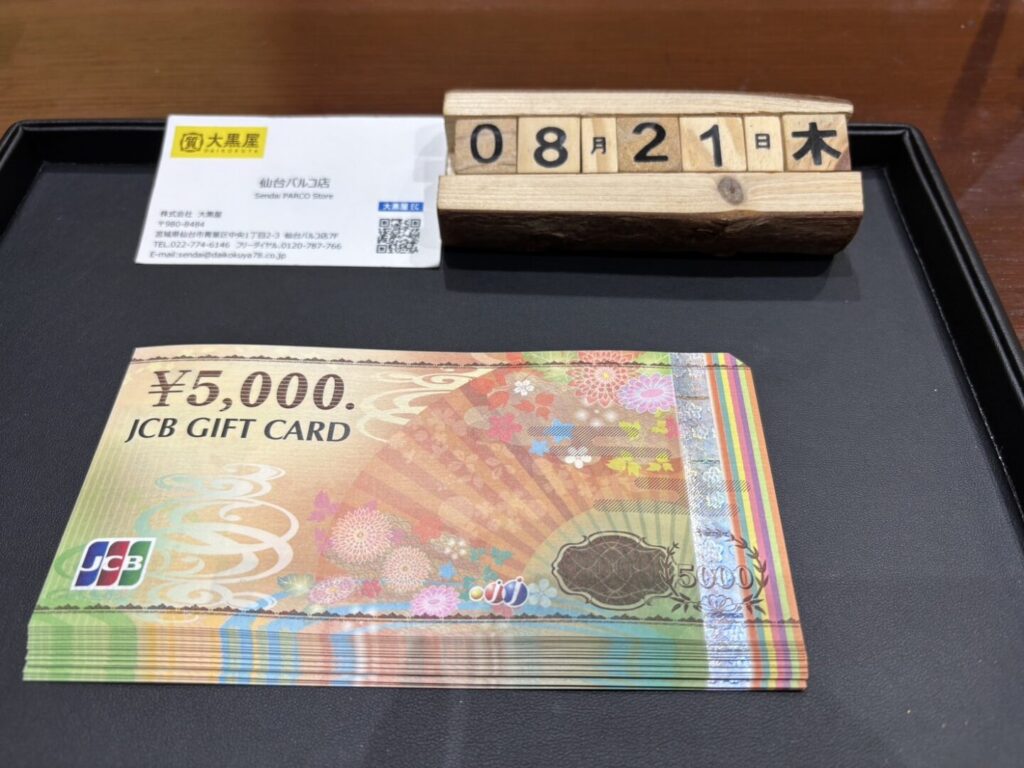 質 大黒屋
DAIKOKUYA
仙台パルコ店
Sendai PARCO Store
大黒屋 EC
株式会社 大黒屋
〒980-8484
宮城県仙台市青葉区中央1丁目2-3 仙台パルコ店7F
TEL.022-774-6146 フリーダイヤル.0120-787-766
E-mail:sendai@daikokuya78.co.jp
08月21日木
¥5,000.
JCB GIFT CARD
JCB
5000